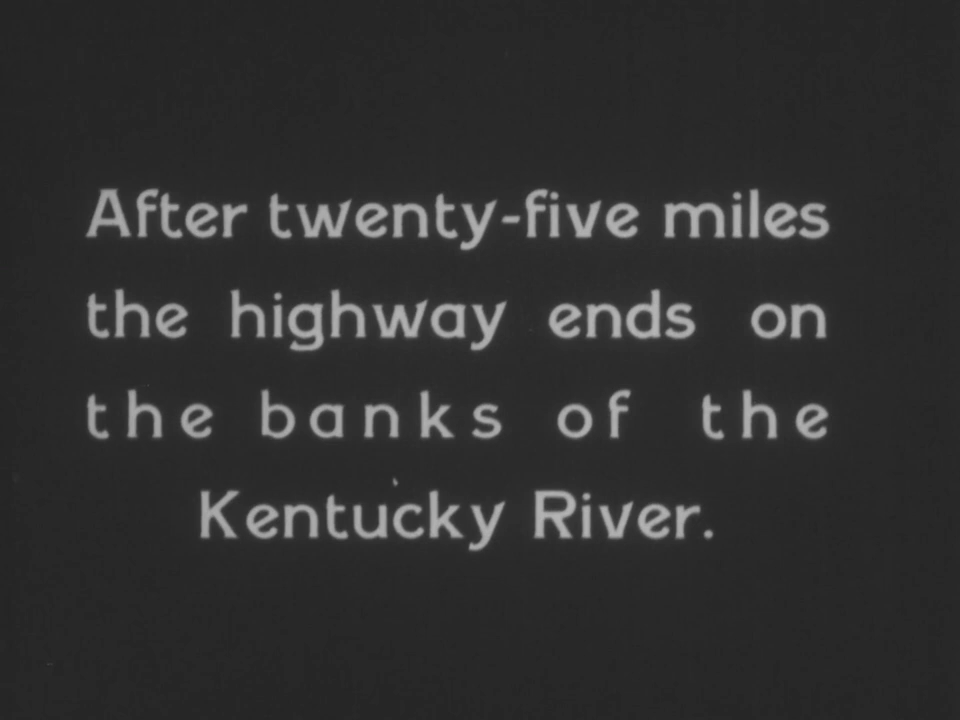 After twenty-five miles
the highway ends on
the banks of the
Kentucky River.